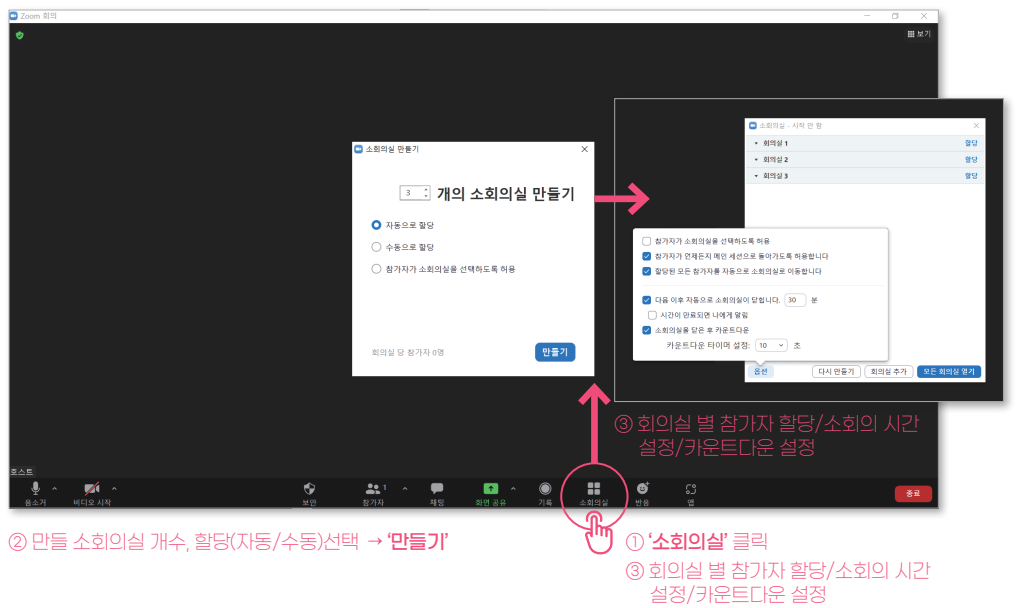 Zoom 회의
보기
소회의실 만들기
3 개의 소회의실 만들기
자동으로 할당
수동으로 할당
참가자가 소회의실을 선택하도록 허용
회의실 당 참가자 0명
만들기
소회의실 - 시작 안 함
회의실 1 할당
회의실 2 할당
회의실 3 할당
참가자가 소회의실을 선택하도록 허용
참가자가 언제든지 메인 세션으로 돌아가도록 허용합니다
할당된 모든 참가자를 자동으로 소회의실로 이동합니다
다음 이후 자동으로 소회의실이 닫힙니다. 30 분
시간이 만료되면 나에게 알림
소회의실을 닫은 후 카운트다운
카운트다운 타이머 설정: 10 초
옵션 다시 만들기 회의실 추가 모든 회의실 열기
③ 회의실 별 참가자 할당/소회의 시간
설정/카운트다운 설정
호스트
음소거 비디오 시작 보안 참가자 1 채팅 화면 공유 기록 소회의실 반응 앱 종료
② 만들 소회의실 개수, 할당(자동/수동)선택 → ‘만들기’
① ‘소회의실’ 클릭
③ 회의실 별 참가자 할당/소회의 시간
설정/카운트다운 설정